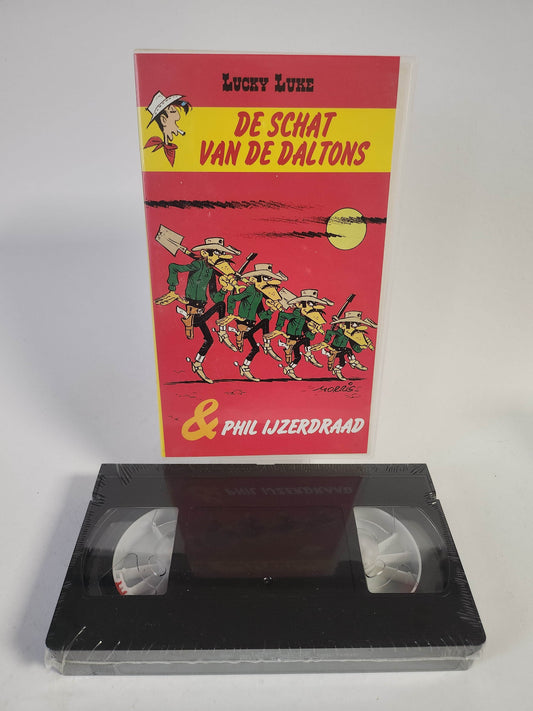 LUCKY LUKE
DE SCHAT
VAN DE DALTONS
MORRIS
& PHIL IJZERDRAAD